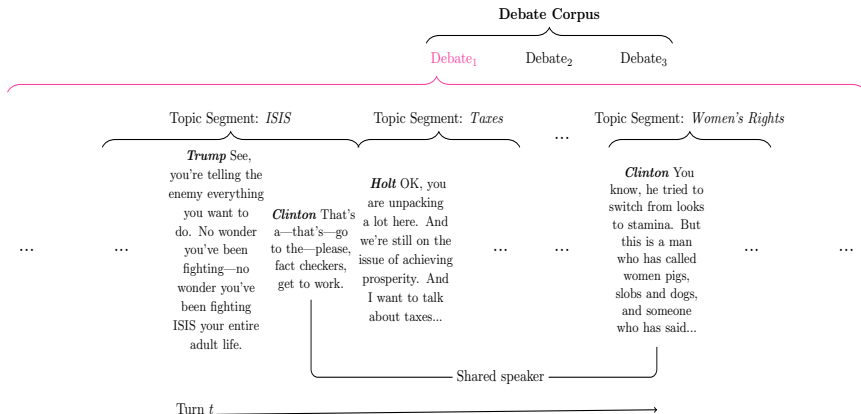 Debate Corpus
Debate₁ Debate₂ Debate₃
Topic Segment: ISIS
Topic Segment: Taxes
...
Topic Segment: Women's Rights
...
...
Trump See,
you're telling the
enemy everything
you want to
do. No wonder
you've been
fighting—no
wonder you've
been fighting
ISIS your entire
adult life.
Clinton That's
a—that's—go
to the—please,
fact checkers,
get to work.
Holt OK, you
are unpacking
a lot here. And
we're still on the
issue of achieving
prosperity. And
I want to talk
about taxes...
...
...
Clinton You
know, he tried to
switch from looks
to stamina. But
this is a man
who has called
women pigs,
slobs and dogs,
and someone
who has said...
...
...
Shared speaker
Turn t